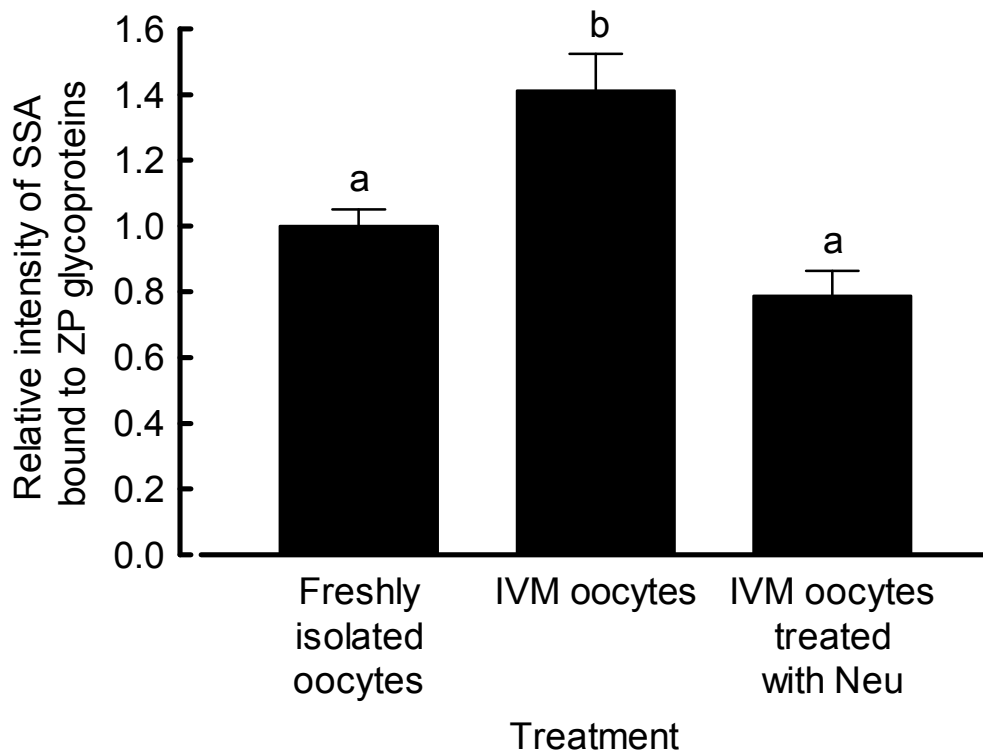 Relative intensity of SSA
bound to ZP glycoproteins
1.6
1.4
1.2
1.0
0.8
0.6
0.4
0.2
0.0
a
b
a
Freshly
isolated
oocytes
IVM oocytes
IVM oocytes
treated
with Neu
Treatment